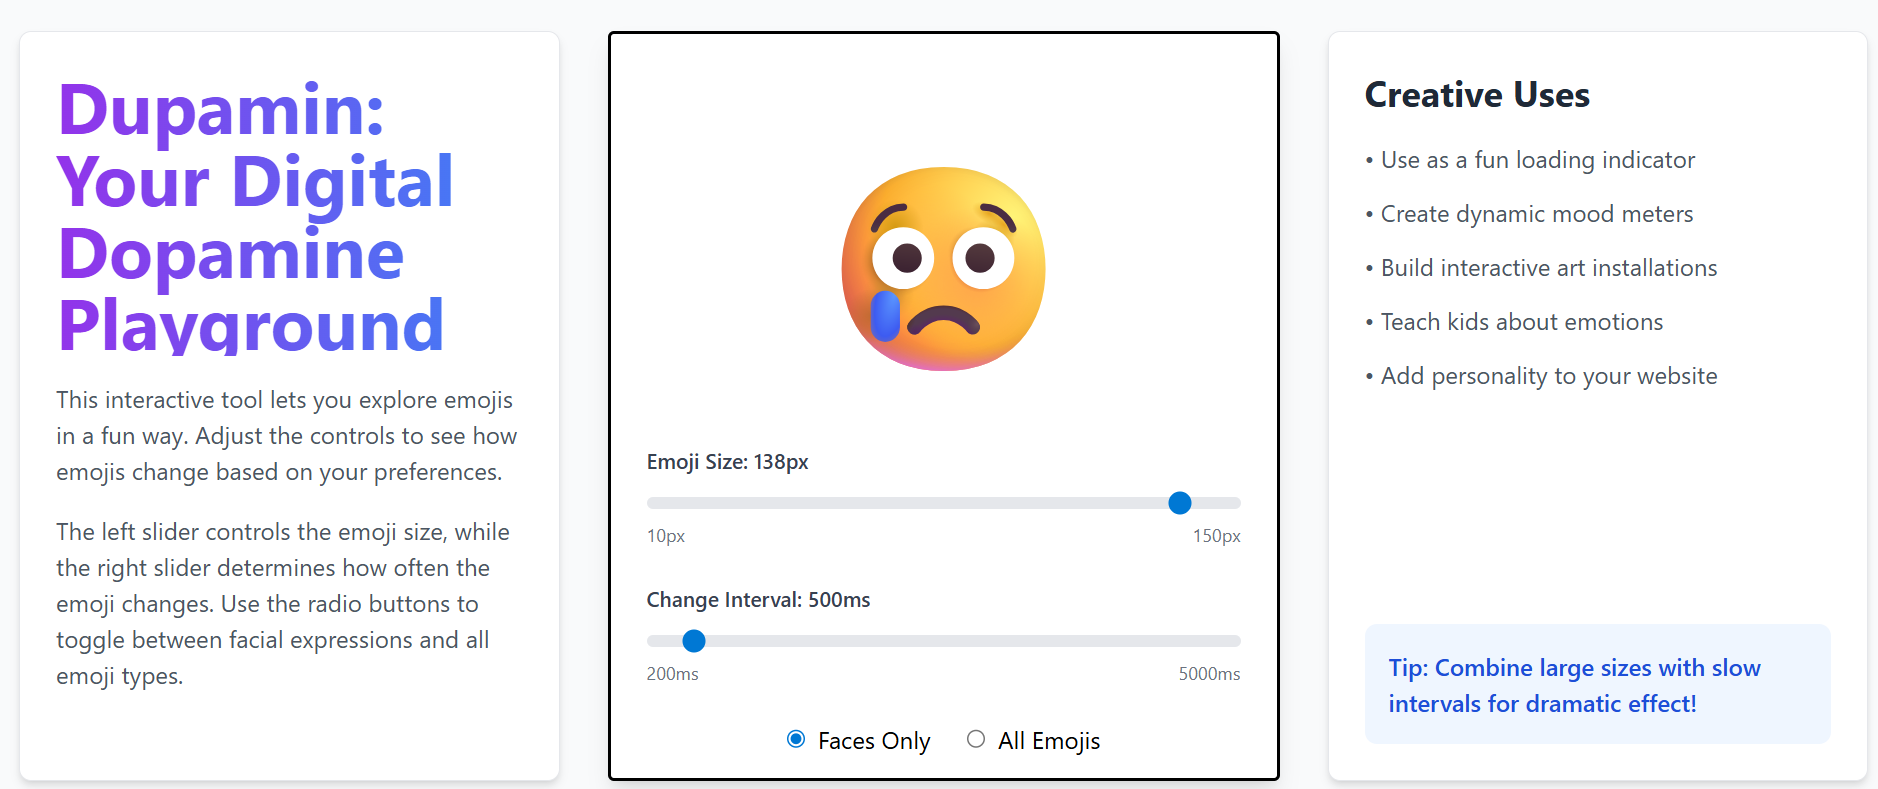 Dupamin:
Your Digital
Dopamine
Playground
This interactive tool lets you explore emojis
in a fun way. Adjust the controls to see how
emojis change based on your preferences.
The left slider controls the emoji size, while
the right slider determines how often the
emoji changes. Use the radio buttons to
toggle between facial expressions and all
emoji types.
Emoji Size: 138px
10px 150px
Change Interval: 500ms
200ms 5000ms
Faces Only All Emojis
Creative Uses
• Use as a fun loading indicator
• Create dynamic mood meters
• Build interactive art installations
• Teach kids about emotions
• Add personality to your website
Tip: Combine large sizes with slow
intervals for dramatic effect!